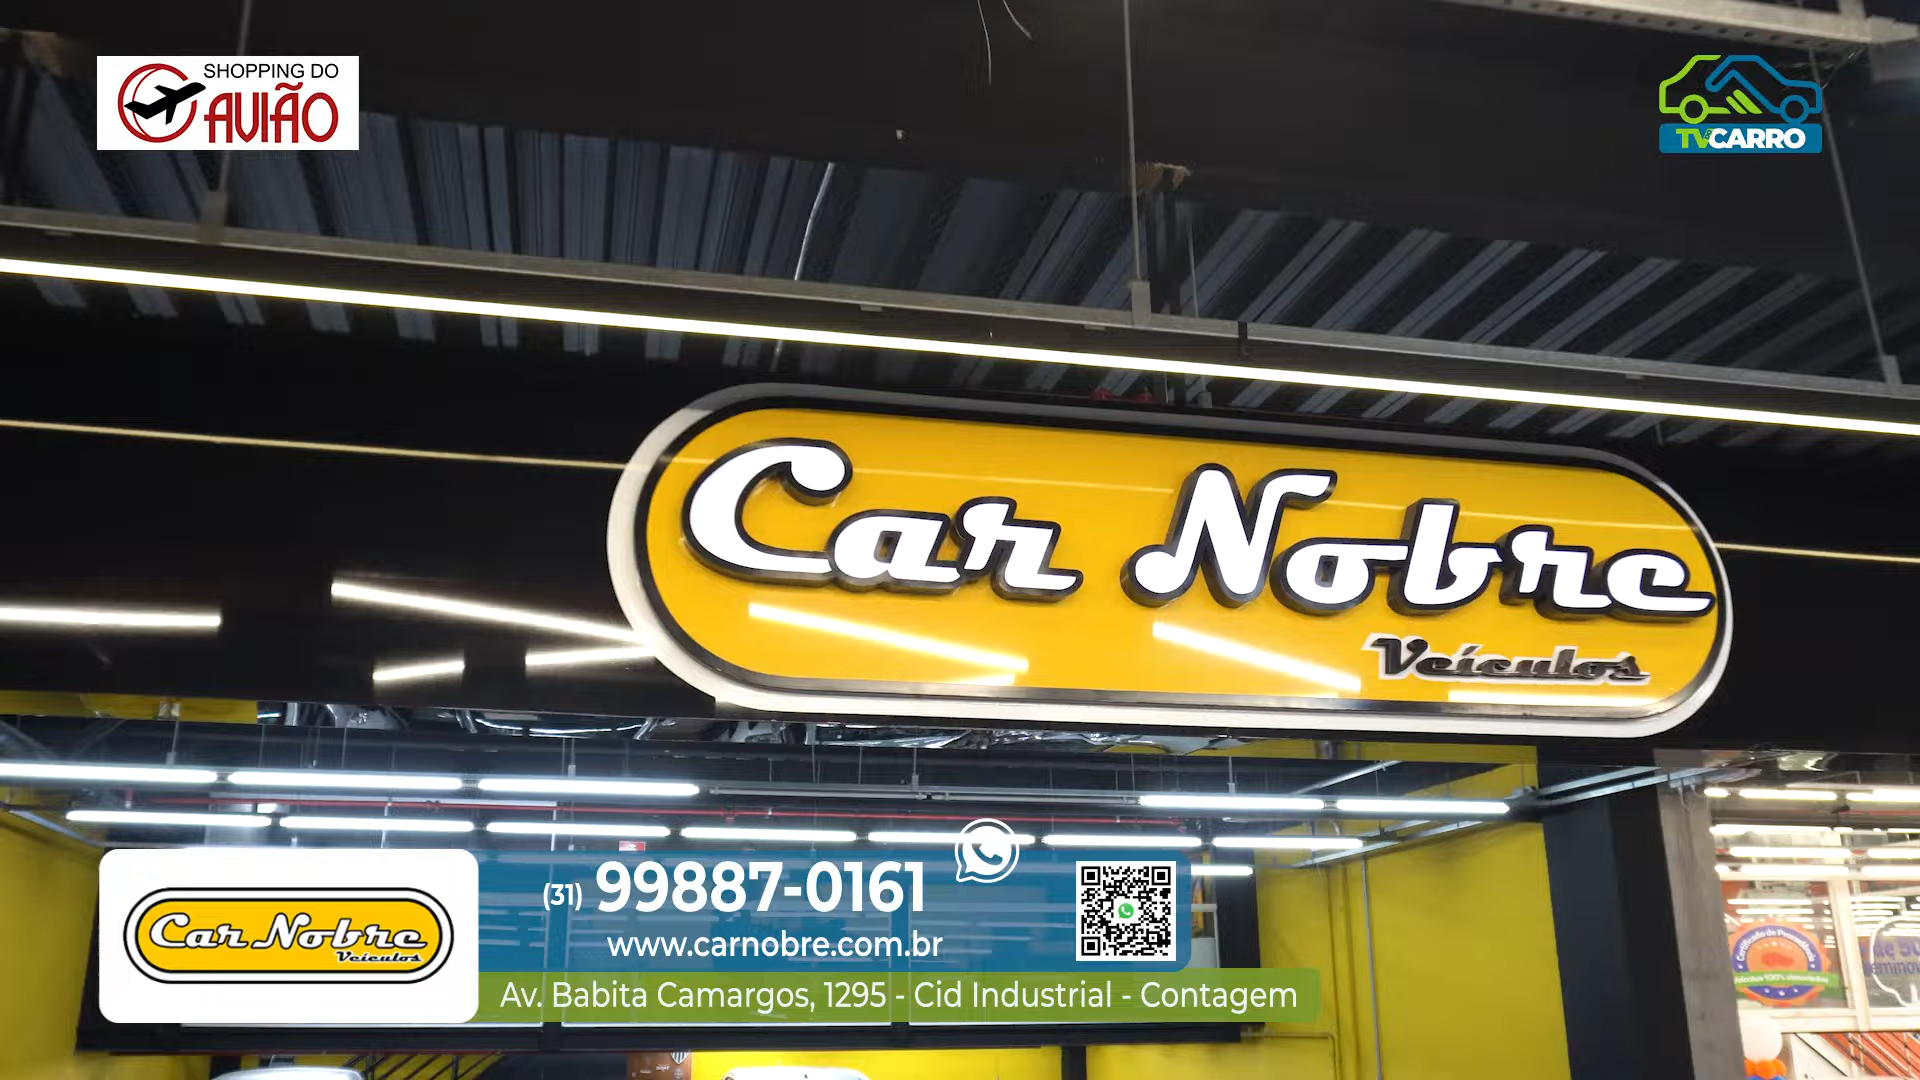 SHOPPING DO
AVIÃO
TV CARRO
Car Nobre
Veículos
(31) 99887-0161
www.carnobre.com.br
Car Nobre
Veículos
Av. Babita Camargos, 1295 - Cid Industrial - Contagem